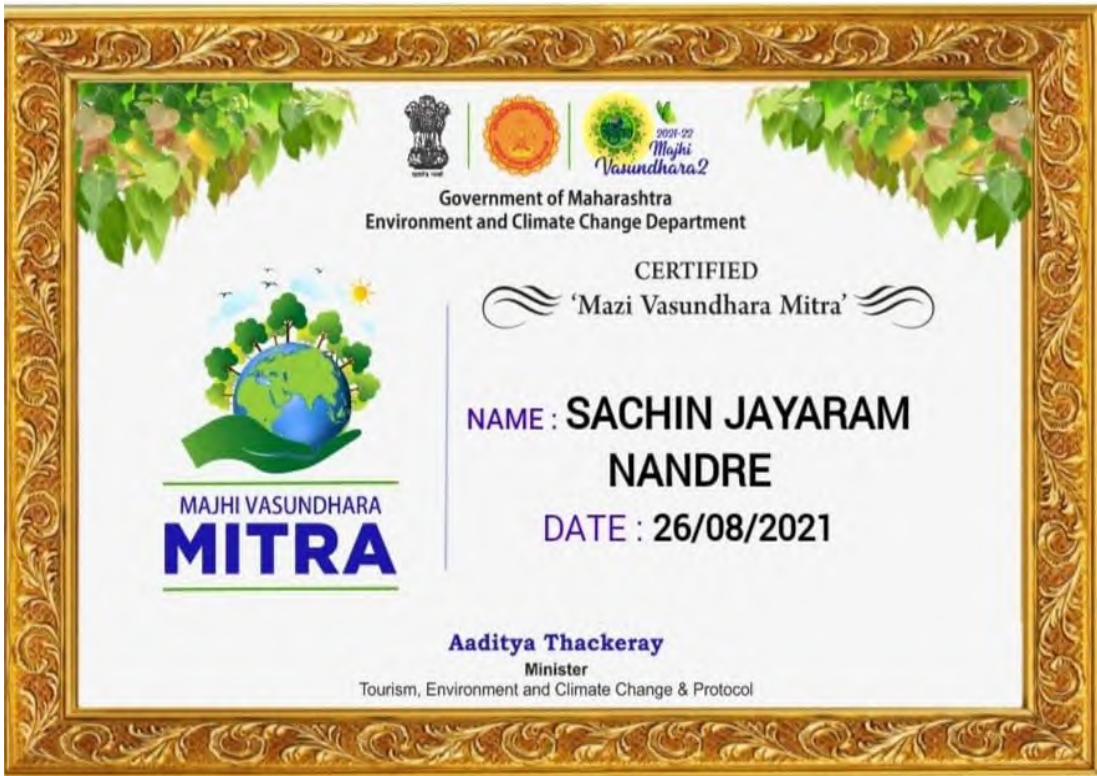 2021-22
Majhi
Vasundhara2
Government of Maharashtra
Environment and Climate Change Department
CERTIFIED
'Mazi Vasundhara Mitra'
NAME : SACHIN JAYARAM
NANDRE
DATE : 26/08/2021
MAJHI VASUNDHARA
MITRA
Aaditya Thackeray
Minister
Tourism, Environment and Climate Change & Protocol